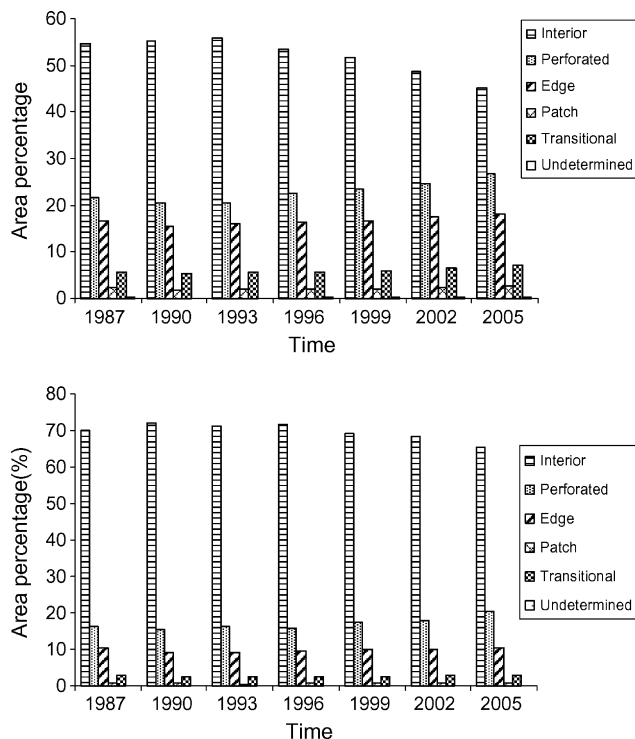 60
50
40
30
20
10
0
Area percentage
1987 1990 1993 1996 1999 2002 2005
Time
Interior
Perforated
Edge
Patch
Transitional
Undetermined
80
70
60
50
40
30
20
10
0
Area percentage(%)
1987 1990 1993 1996 1999 2002 2005
Time
Interior
Perforated
Edge
Patch
Transitional
Undetermined